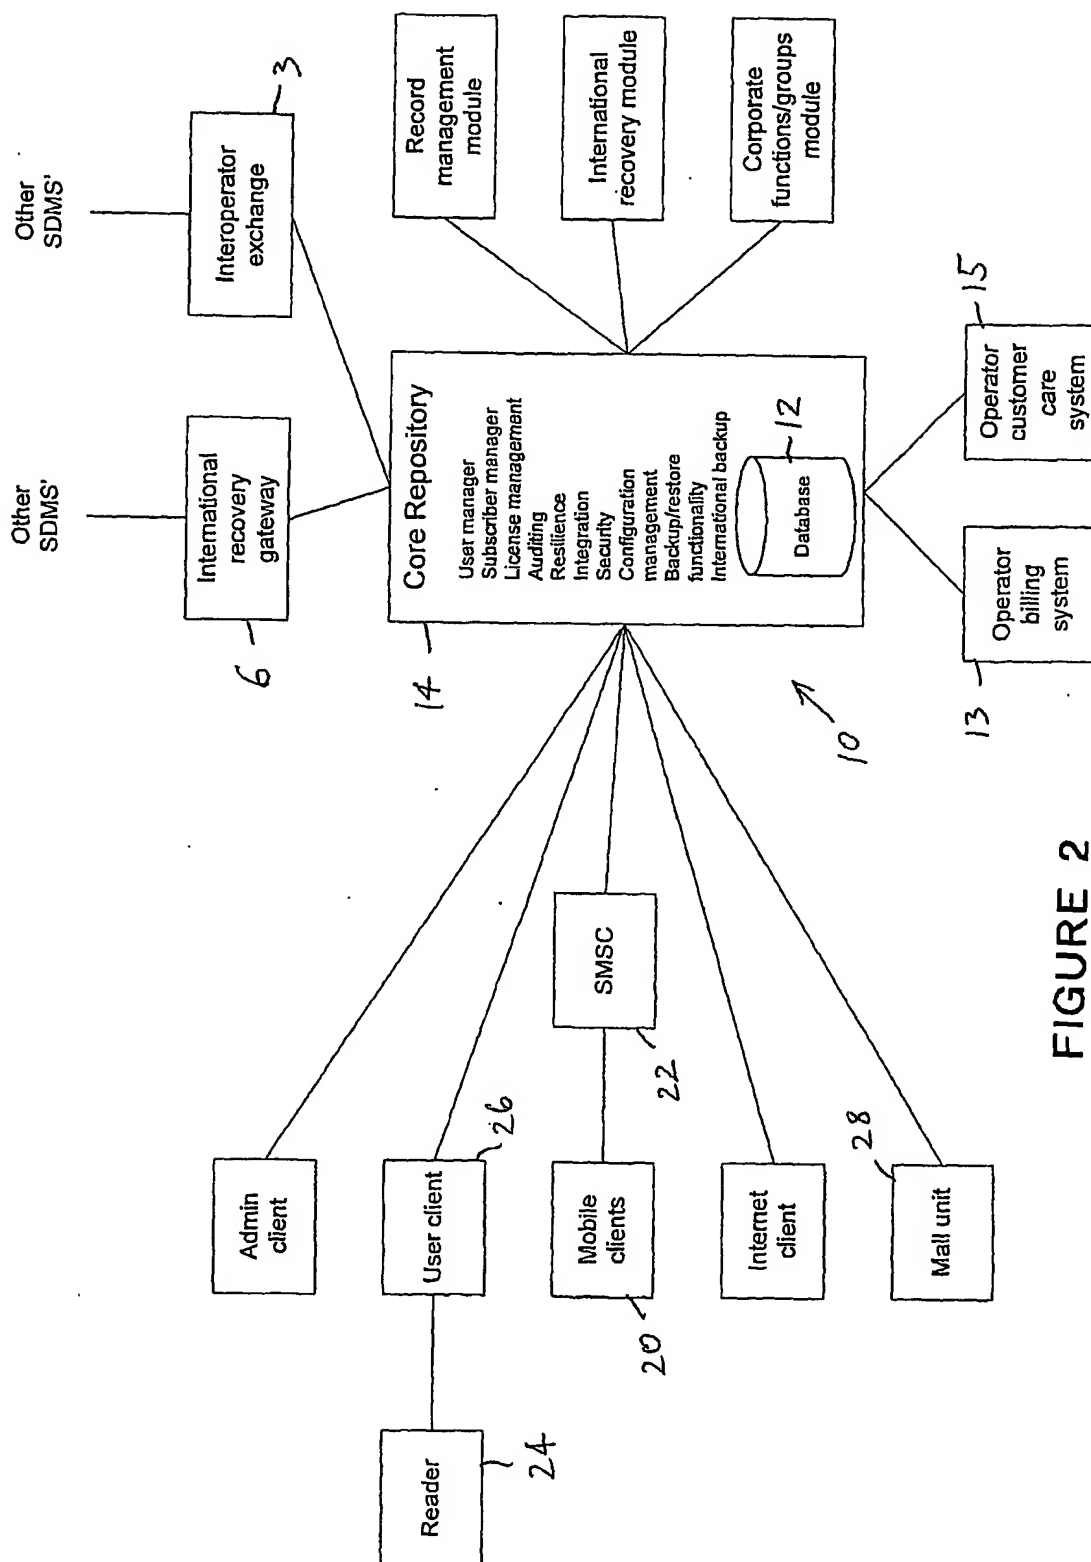 Other
SDMS'
Other
SDMS'
International
recovery
gateway
6
Interoperator
exchange
3
Core Repository
14
User manager
Subscriber manager
License management
Auditing
Resilience
Integration
Security
Configuration
management
Backup/restore
functionality
International backup
Database
12
10
Record
management
module
International
recovery module
Corporate
functions/groups
module
Operator
billing
system
13
Operator
customer
care
system
15
Admin
client
Reader
24
User client
26
Mobile
clients
20
SMSC
22
Internet
client
Mall unit
28
FIGURE 2